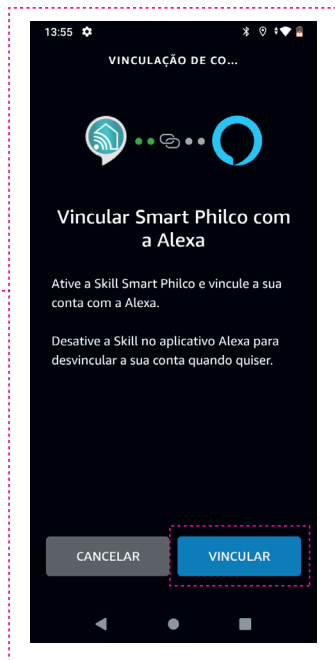 13:55
VINCULAÇÃO DE CO...
Vincular Smart Philco com
a Alexa
Ative a Skill Smart Philco e vincule a sua
conta com a Alexa.
Desative a Skill no aplicativo Alexa para
desvincular a sua conta quando quiser.
CANCELAR
VINCULAR